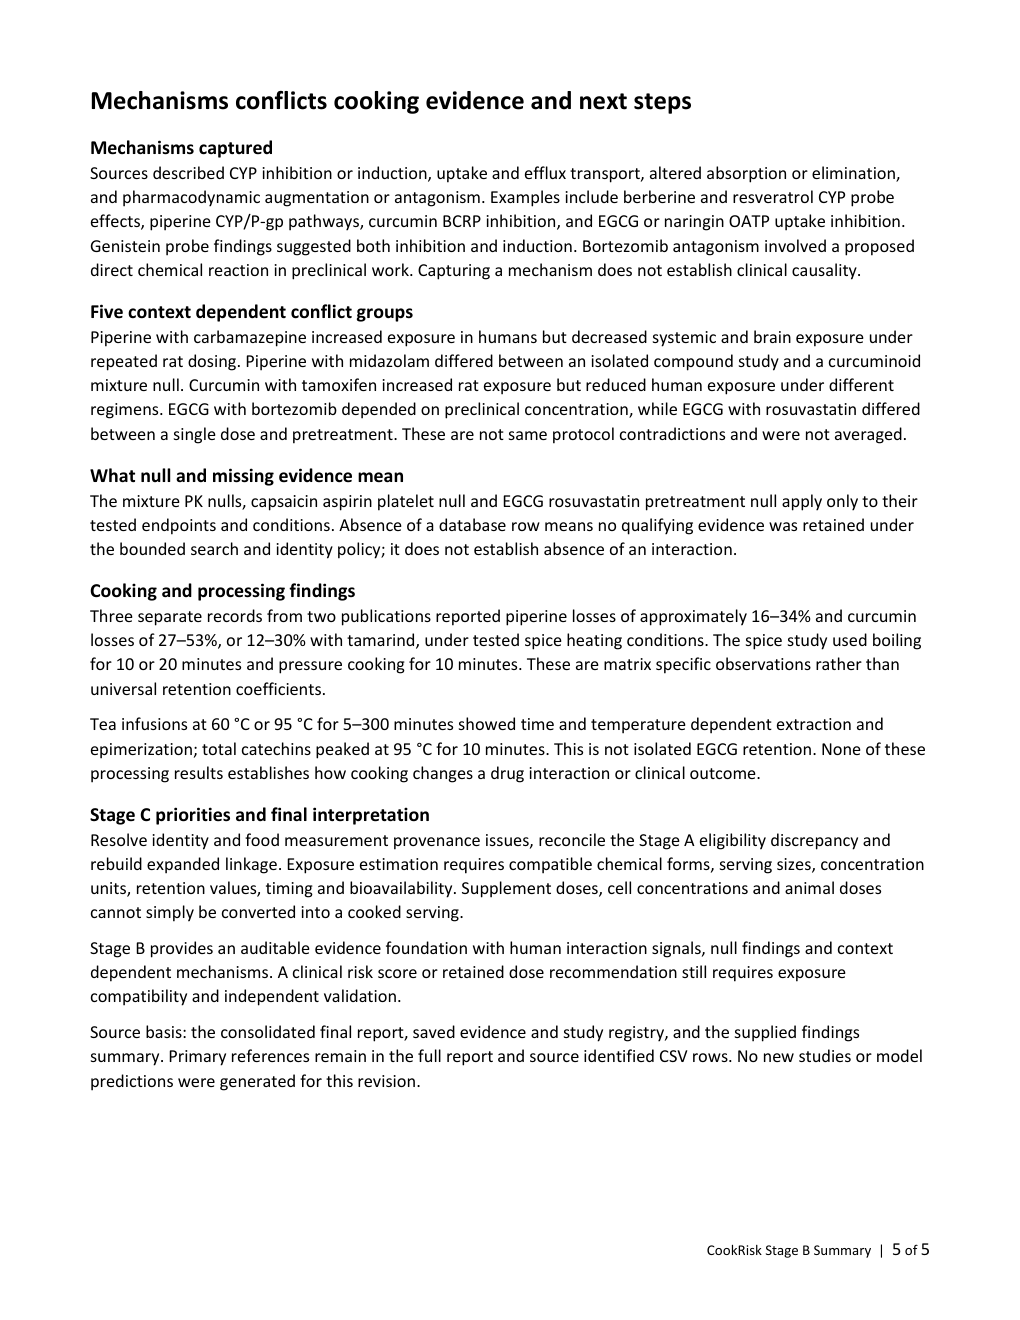 Mechanisms conflicts cooking evidence and next steps
Mechanisms captured
Sources described CYP inhibition or induction, uptake and efflux transport, altered absorption or elimination,
and pharmacodynamic augmentation or antagonism. Examples include berberine and resveratrol CYP probe
effects, piperine CYP/P-gp pathways, curcumin BCRP inhibition, and EGCG or naringin OATP uptake inhibition.
Genistein probe findings suggested both inhibition and induction. Bortezomib antagonism involved a proposed
direct chemical reaction in preclinical work. Capturing a mechanism does not establish clinical causality.
Five context dependent conflict groups
Piperine with carbamazepine increased exposure in humans but decreased systemic and brain exposure under
repeated rat dosing. Piperine with midazolam differed between an isolated compound study and a curcuminoid
mixture null. Curcumin with tamoxifen increased rat exposure but reduced human exposure under different
regimens. EGCG with bortezomib depended on preclinical concentration, while EGCG with rosuvastatin differed
between a single dose and pretreatment. These are not same protocol contradictions and were not averaged.
What null and missing evidence mean
The mixture PK nulls, capsaicin aspirin platelet null and EGCG rosuvastatin pretreatment null apply only to their
tested endpoints and conditions. Absence of a database row means no qualifying evidence was retained under
the bounded search and identity policy; it does not establish absence of an interaction.
Cooking and processing findings
Three separate records from two publications reported piperine losses of approximately 16–34% and curcumin
losses of 27–53%, or 12–30% with tamarind, under tested spice heating conditions. The spice study used boiling
for 10 or 20 minutes and pressure cooking for 10 minutes. These are matrix specific observations rather than
universal retention coefficients.
Tea infusions at 60 °C or 95 °C for 5–300 minutes showed time and temperature dependent extraction and
epimerization; total catechins peaked at 95 °C for 10 minutes. This is not isolated EGCG retention. None of these
processing results establishes how cooking changes a drug interaction or clinical outcome.
Stage C priorities and final interpretation
Resolve identity and food measurement provenance issues, reconcile the Stage A eligibility discrepancy and
rebuild expanded linkage. Exposure estimation requires compatible chemical forms, serving sizes, concentration
units, retention values, timing and bioavailability. Supplement doses, cell concentrations and animal doses
cannot simply be converted into a cooked serving.
Stage B provides an auditable evidence foundation with human interaction signals, null findings and context
dependent mechanisms. A clinical risk score or retained dose recommendation still requires exposure
compatibility and independent validation.
Source basis: the consolidated final report, saved evidence and study registry, and the supplied findings
summary. Primary references remain in the full report and source identified CSV rows. No new studies or model
predictions were generated for this revision.
CookRisk Stage B Summary | 5 of 5